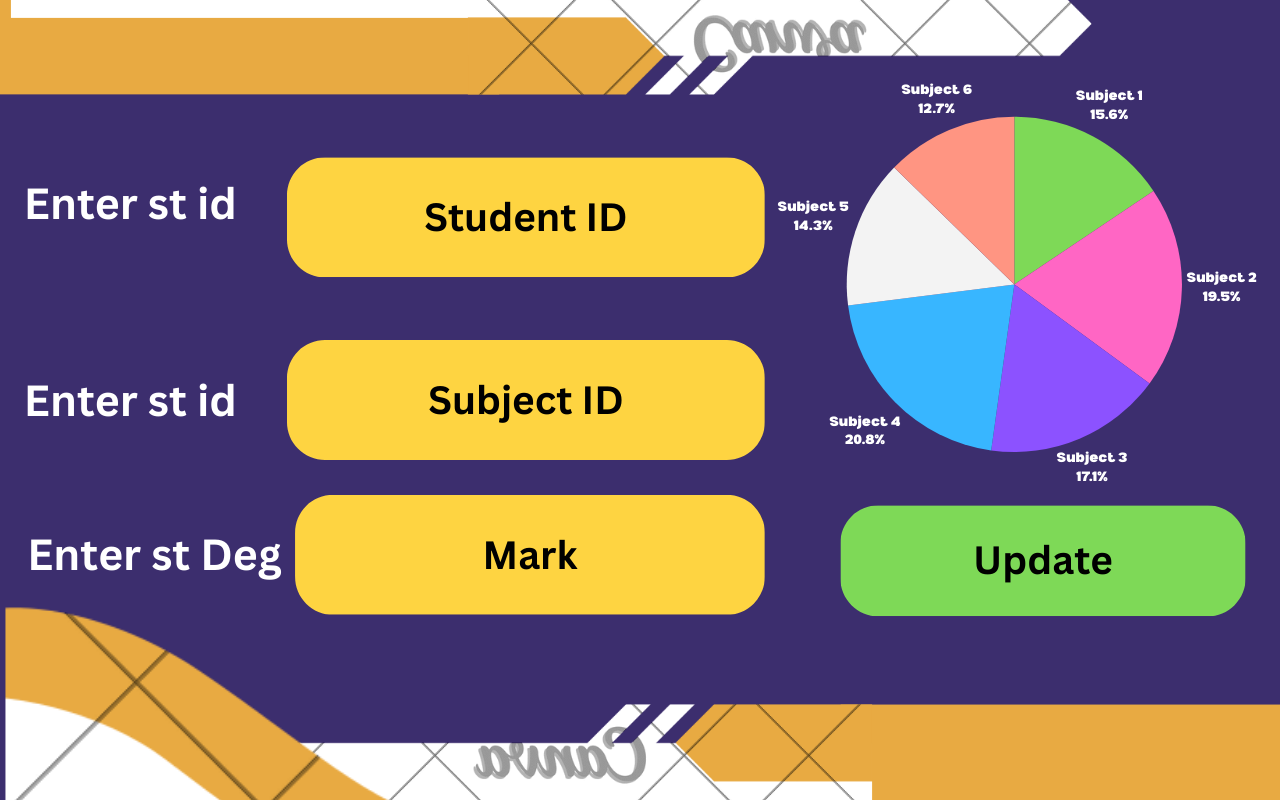 Canva
Subject 6
12.7%
Subject 1
15.6%
Enter st id
Student ID
Subject 5
14.3%
Subject 2
19.5%
Enter st id
Subject ID
Subject 4
20.8%
Subject 3
17.1%
Enter st Deg
Mark
Update
Canva